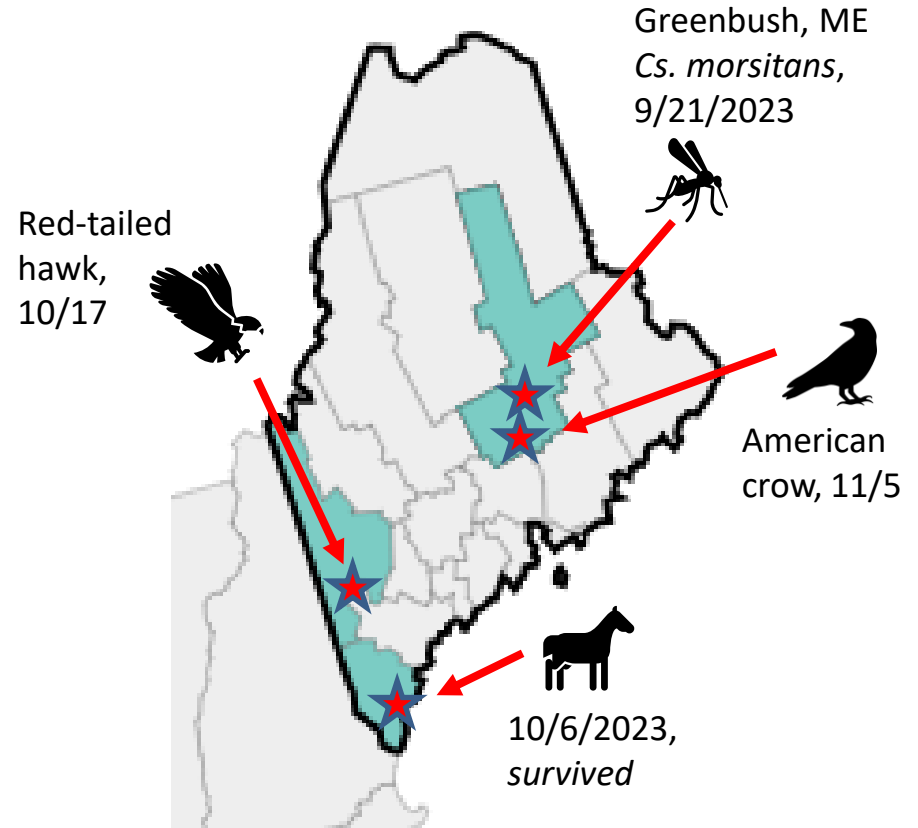 Greenbush, ME
Cs. morsitans,
9/21/2023
Red-tailed
hawk,
10/17
American
crow, 11/5
10/6/2023,
survived